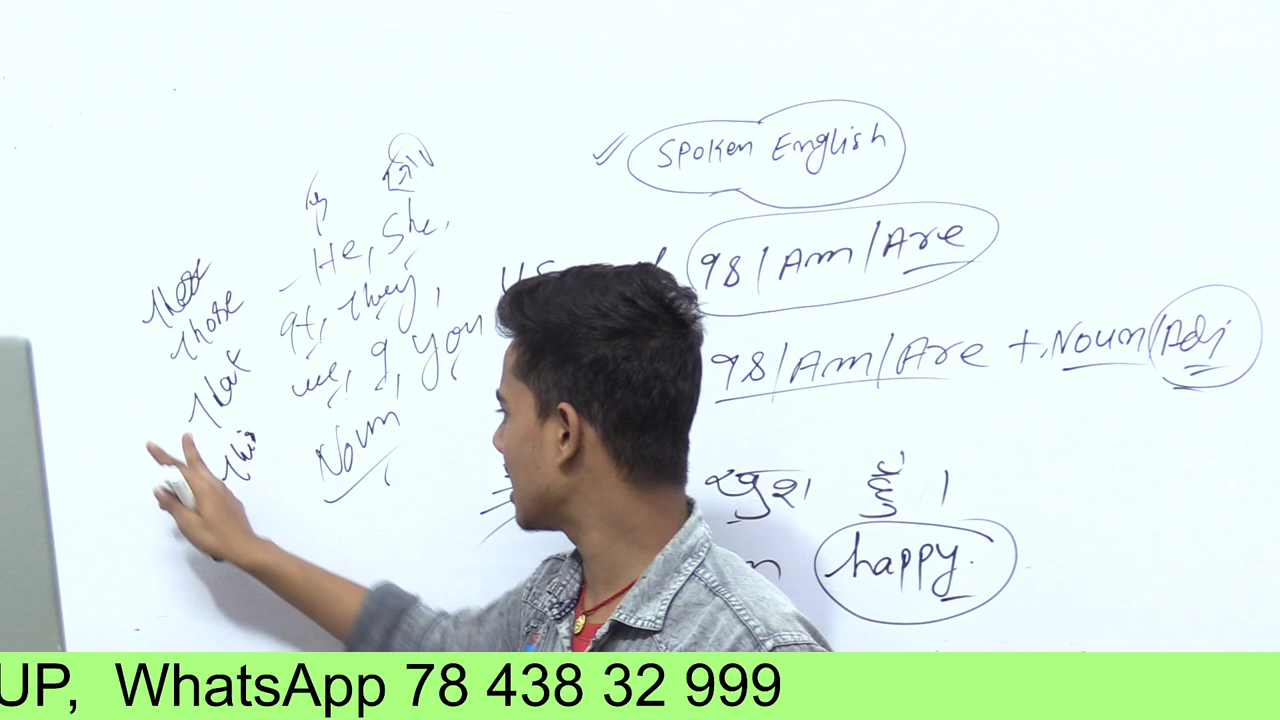 Spoken English
Is/Am/Are
He, She,
It, They,
we, I, You
Noun
These
Those
That
This
Is/Am/Are + Noun/Adj
खुश हूँ ।
happy.
UP, WhatsApp 78 438 32 999